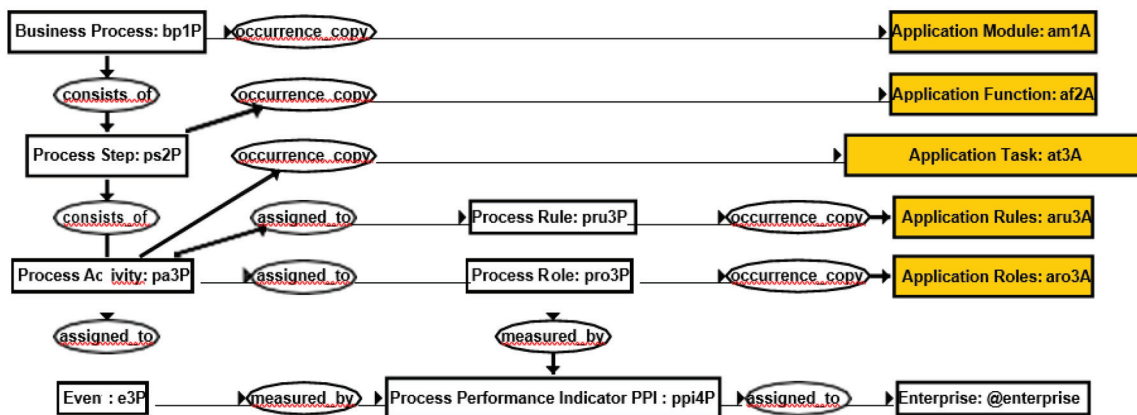 Business Process: bp1P occurrence_copy Application Module: am1A
consists_of occurrence_copy Application Function: af2A
Process Step: ps2P occurrence_copy Application Task: at3A
consists_of assigned_to Process Rule: pru3P occurrence_copy Application Rules: aru3A
Process Ac ivity: pa3P assigned_to Process Role: pro3P occurrence_copy Application Roles: aro3A
assigned_to measured_by
Even : e3P measured_by Process Performance Indicator PPI : ppi4P assigned_to Enterprise: @enterprise